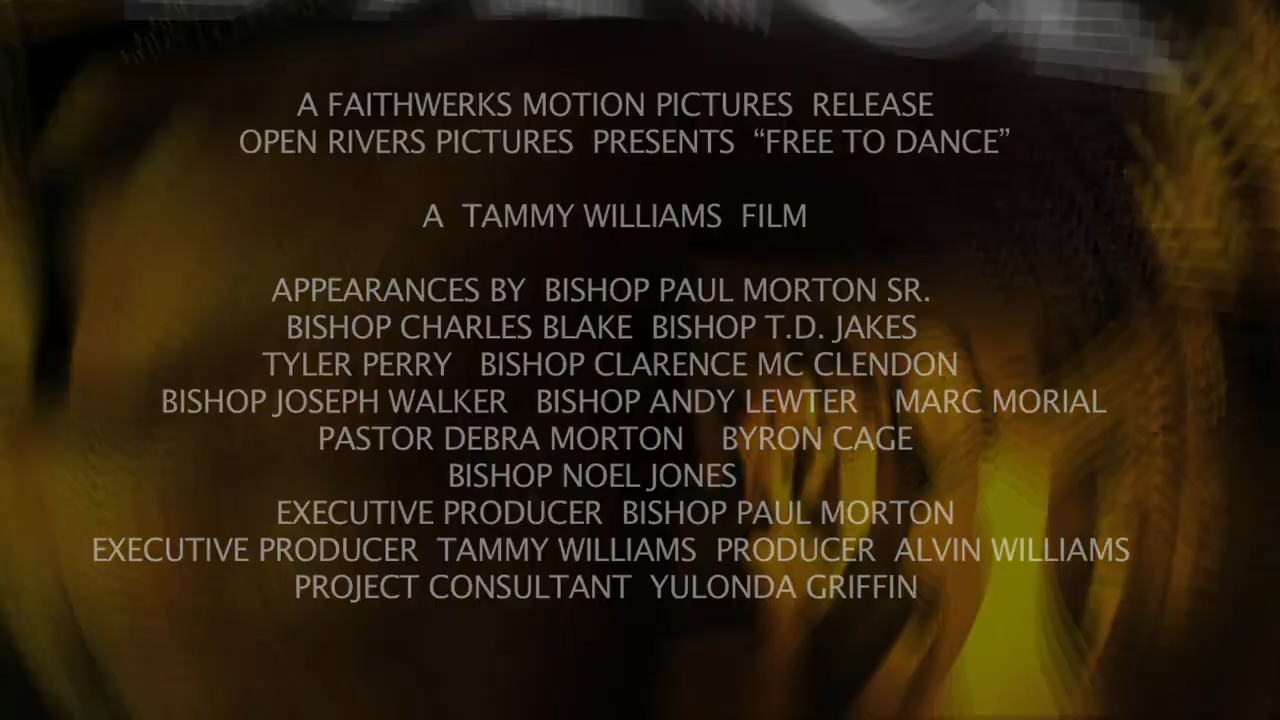 A FAITHWERKS MOTION PICTURES RELEASE
OPEN RIVERS PICTURES PRESENTS “FREE TO DANCE”
A TAMMY WILLIAMS FILM
APPEARANCES BY BISHOP PAUL MORTON SR.
BISHOP CHARLES BLAKE BISHOP T.D. JAKES
TYLER PERRY BISHOP CLARENCE MC CLENDON
BISHOP JOSEPH WALKER BISHOP ANDY LEWTER MARC MORIAL
PASTOR DEBRA MORTON BYRON CAGE
BISHOP NOEL JONES
EXECUTIVE PRODUCER BISHOP PAUL MORTON
EXECUTIVE PRODUCER TAMMY WILLIAMS PRODUCER ALVIN WILLIAMS
PROJECT CONSULTANT YULONDA GRIFFIN